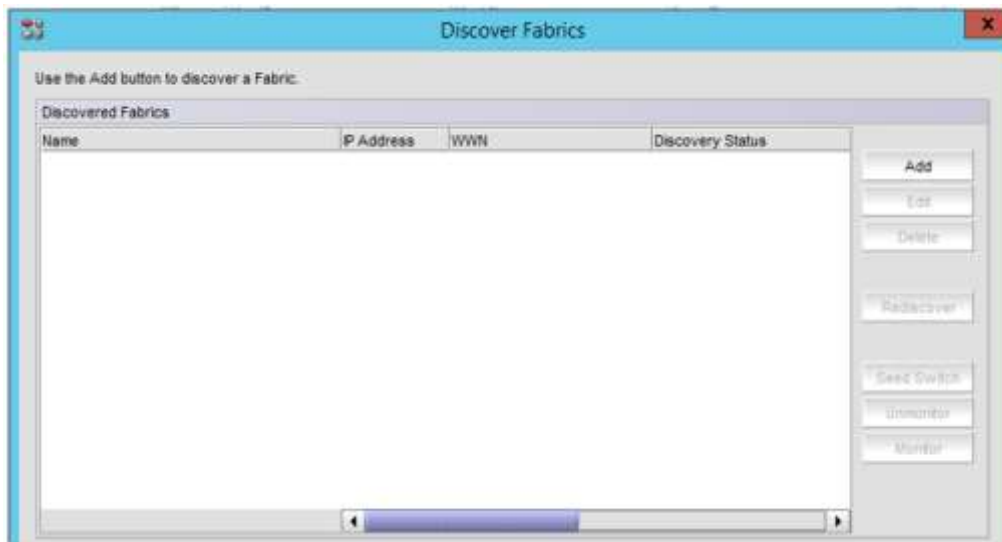 Discover Fabrics
Use the Add button to discover a Fabric.
Discovered Fabrics
Name IP Address WWN Discovery Status
Add
Edit
Delete
Rediscover
Seed Switch
Unmonitor
Monitor